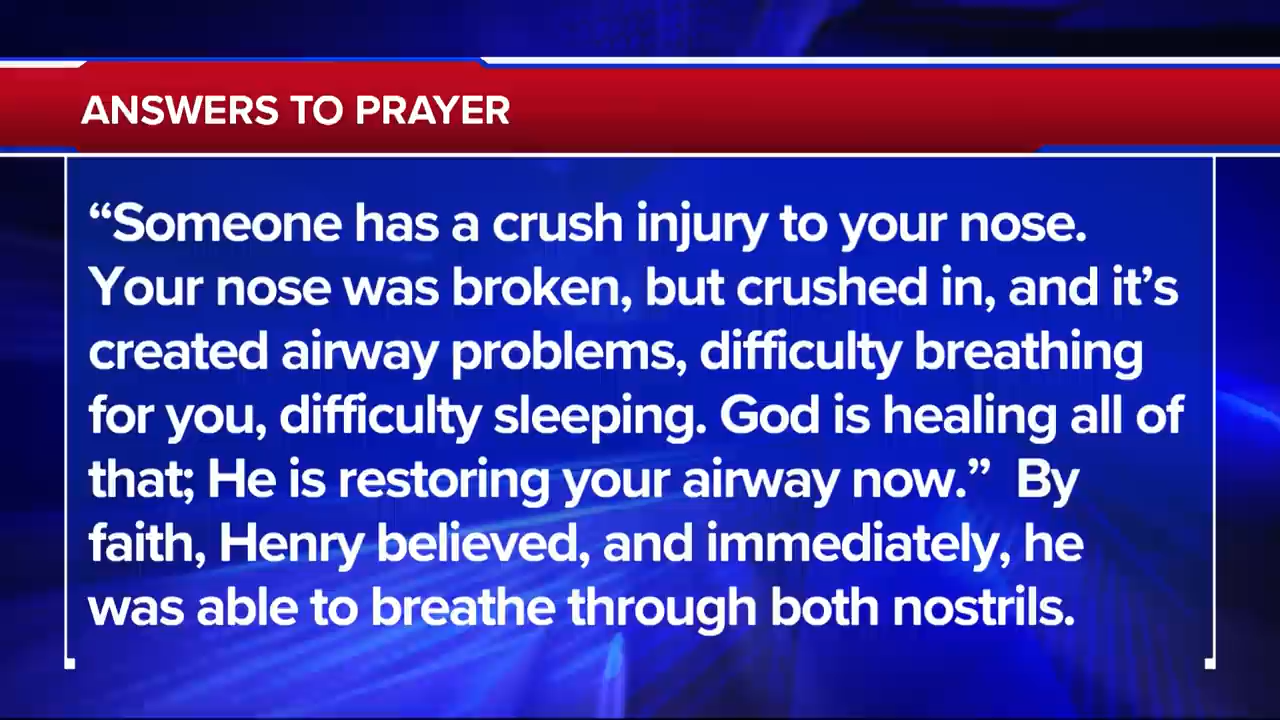 ANSWERS TO PRAYER
“Someone has a crush injury to your nose.
Your nose was broken, but crushed in, and it’s
created airway problems, difficulty breathing
for you, difficulty sleeping. God is healing all of
that; He is restoring your airway now.”  By
faith, Henry believed, and immediately, he
was able to breathe through both nostrils.